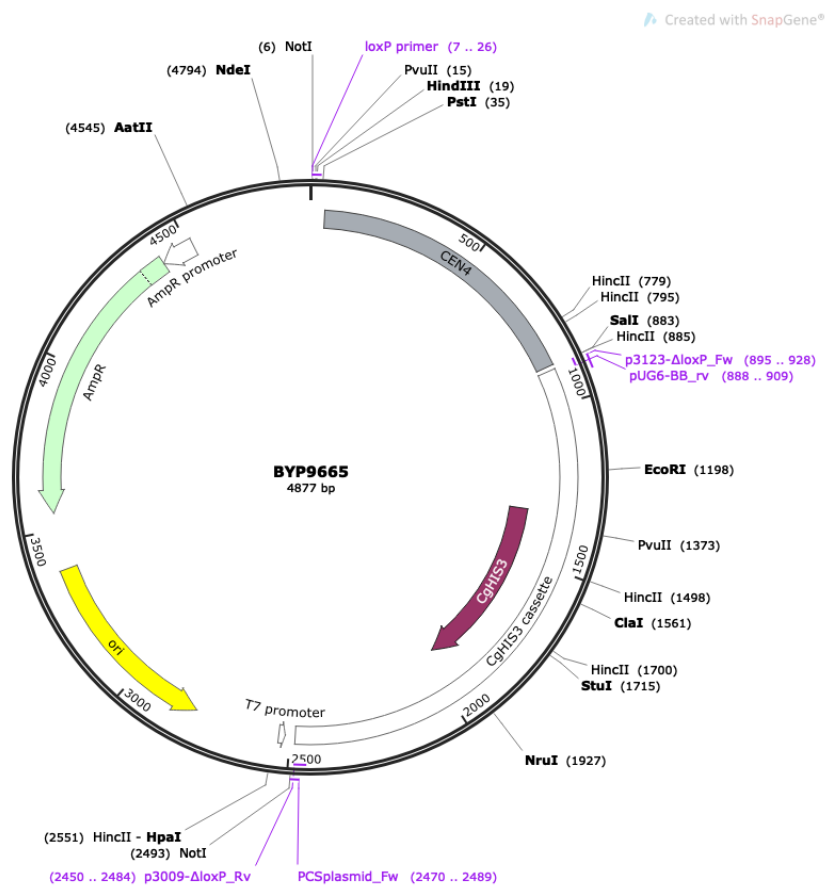 Created with SnapGene®
(6) NotI
loxP primer (7 .. 26)
(4794) NdeI
PvuII (15)
HindIII (19)
PstI (35)
(4545) AatII
4500
500
CEN4
AmpR promoter
HincII (779)
HincII (795)
SalI (883)
HincII (885)
p3123-ΔloxP_Fw (895 .. 928)
pUG6-BB_rv (888 .. 909)
4000
1000
AmpR
BYP9665
4877 bp
EcoRI (1198)
3500
PvuII (1373)
1500
CgHIS3
HincII (1498)
CgHIS3 cassette
ClaI (1561)
ori
HincII (1700)
StuI (1715)
3000
T7 promoter
2000
2500
NruI (1927)
(2551) HincII - HpaI
(2493) NotI
(2450 .. 2484) p3009-ΔloxP_Rv
PCSplasmid_Fw (2470 .. 2489)